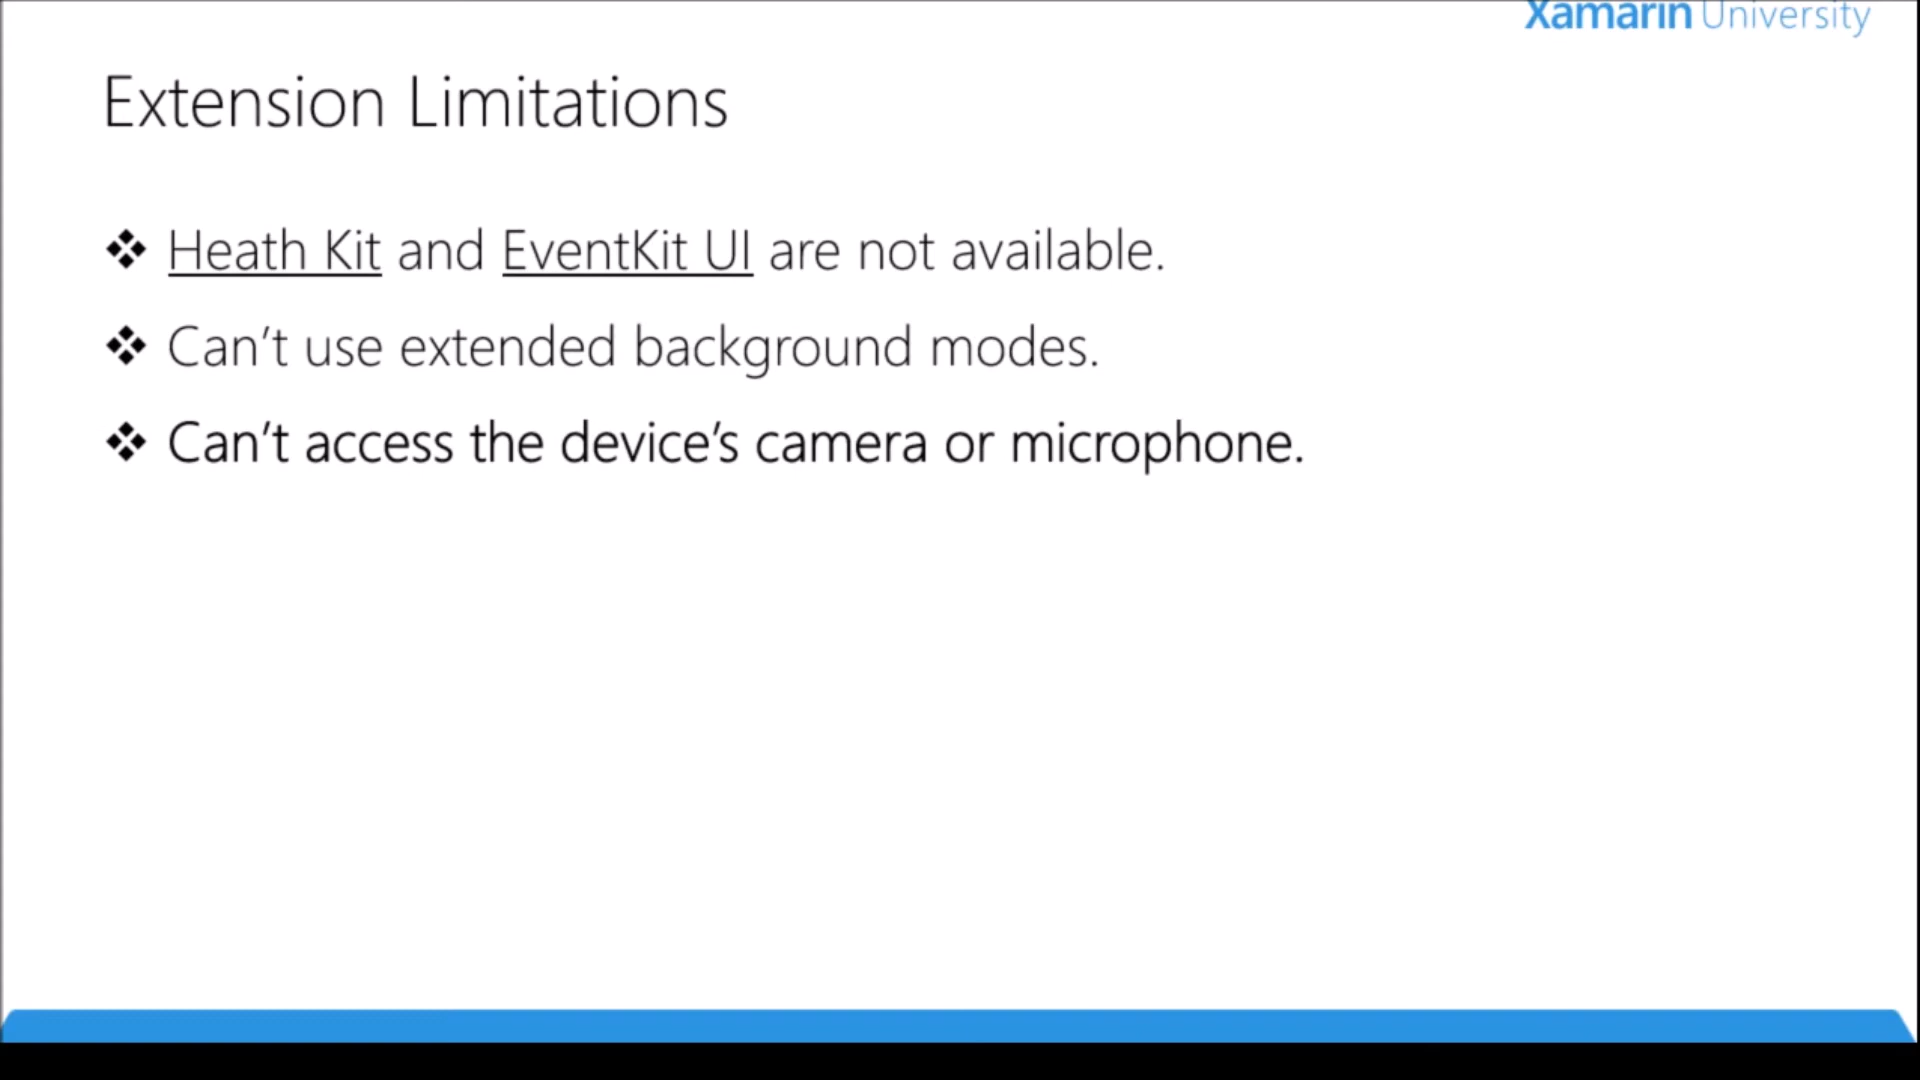 Xamarin University
Extension Limitations
❖ Heath Kit and EventKit UI are not available.
❖ Can’t use extended background modes.
❖ Can’t access the device’s camera or microphone.